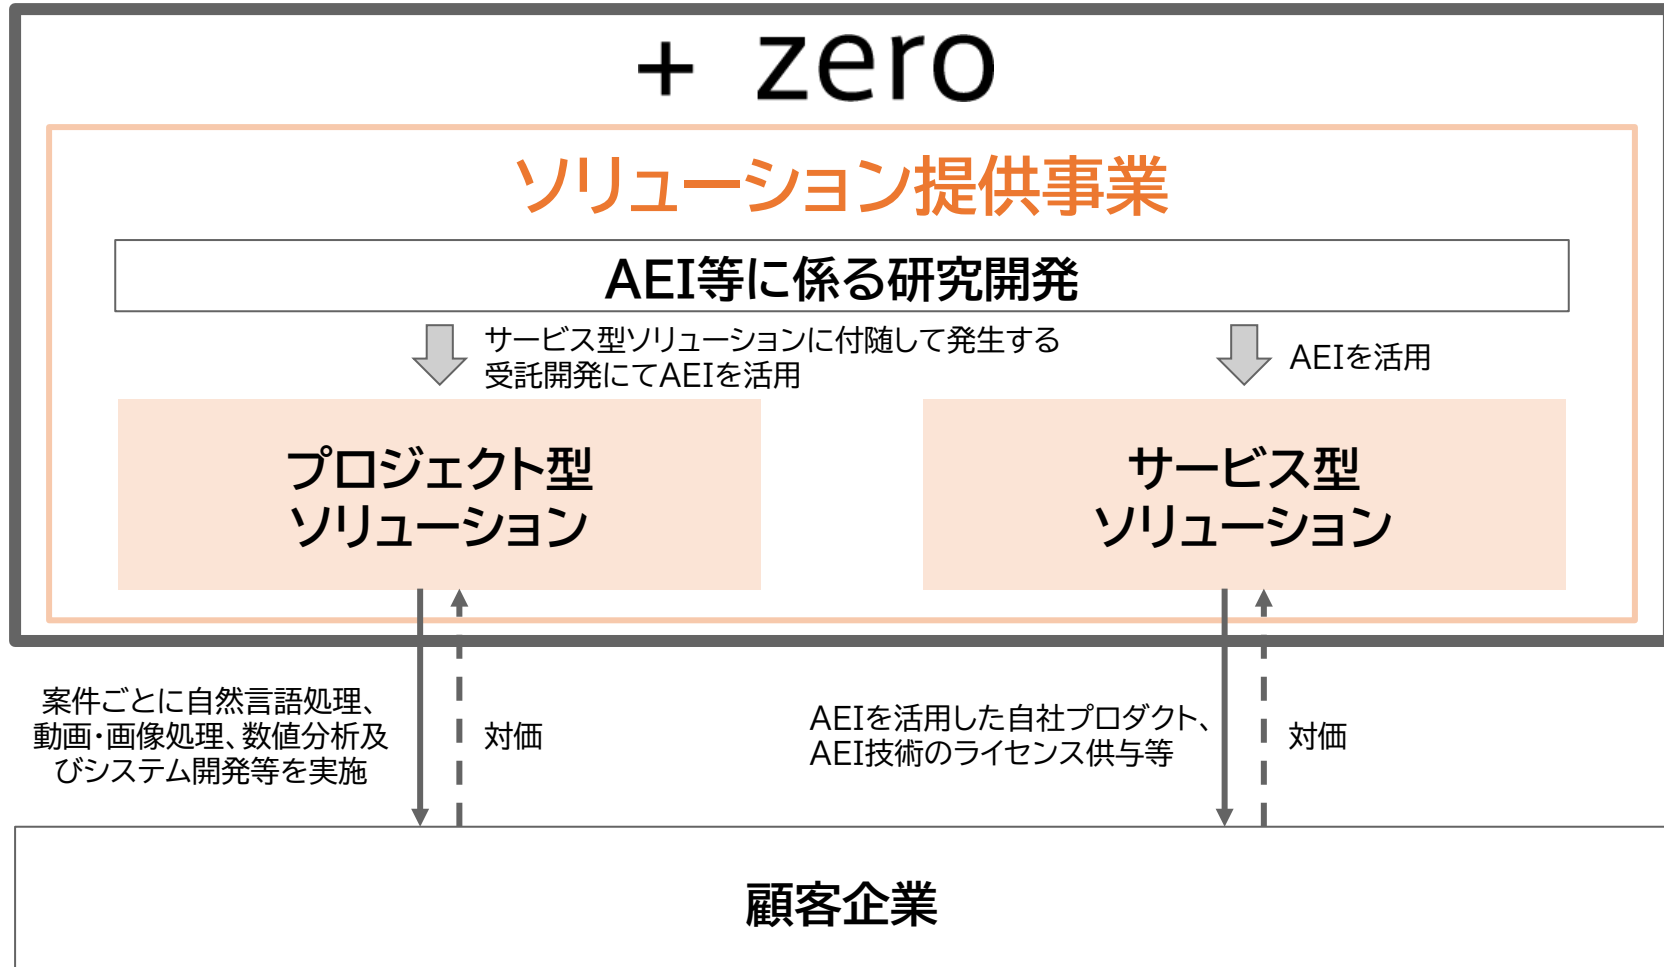 + zero
ソリューション提供事業
AEI等に係る研究開発
サービス型ソリューションに付随して発生する
受託開発にてAEIを活用
AEIを活用
プロジェクト型
ソリューション
サービス型
ソリューション
案件ごとに自然言語処理、
動画・画像処理、数値分析及
びシステム開発等を実施
対価
AEIを活用した自社プロダクト、
AEI技術のライセンス供与等
対価
顧客企業